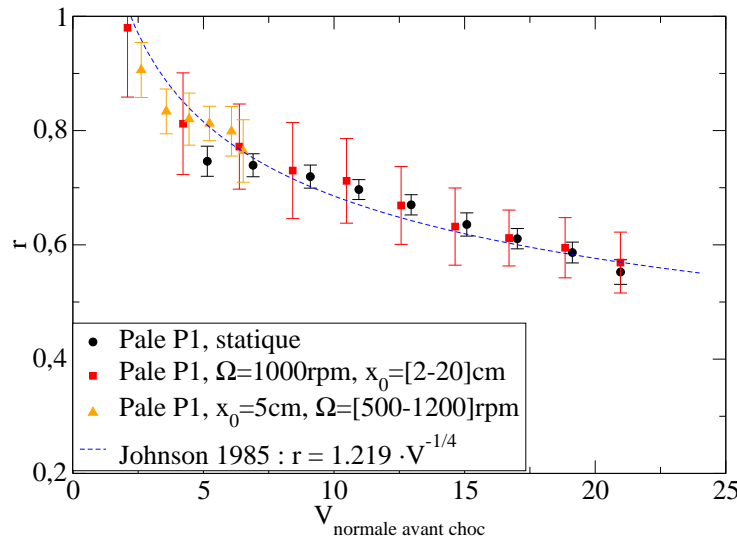 1
0,8
r
0,6
0,4
0,2
Pale P1, statique
Pale P1, Ω=1000rpm, x₀=[2-20]cm
Pale P1, x₀=5cm, Ω=[500-1200]rpm
Johnson 1985 : r = 1.219 ·V^{-1/4}
0 5 10 15 20 25
V_{normale avant choc}